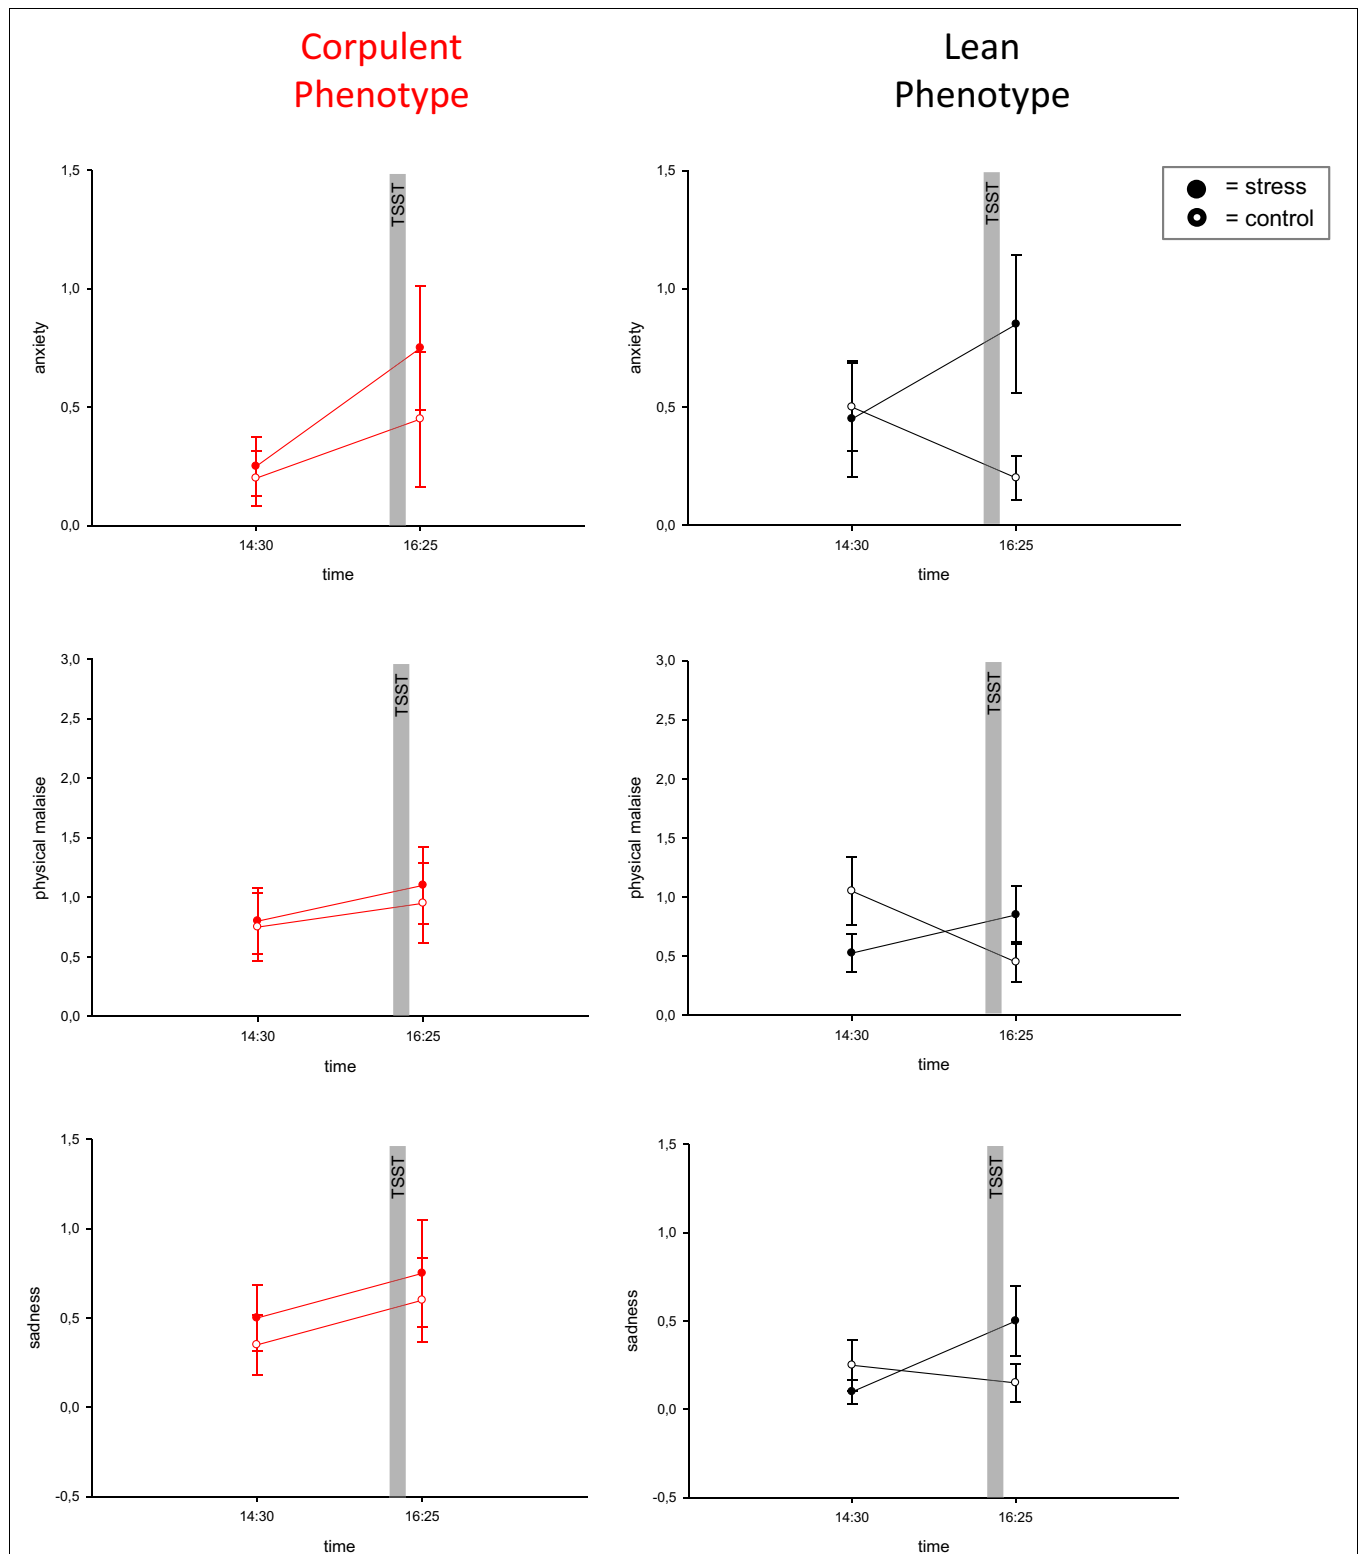 Corpulent
Phenotype
Lean
Phenotype
= stress
= control
1,5
1,0
0,5
0,0
anxiety
TSST
14:30
16:25
time
1,5
1,0
0,5
0,0
anxiety
TSST
14:30
16:25
time
3,0
2,5
2,0
1,5
1,0
0,5
0,0
physical malaise
TSST
14:30
16:25
time
3,0
2,5
2,0
1,5
1,0
0,5
0,0
physical malaise
TSST
14:30
16:25
time
1,5
1,0
0,5
0,0
-0,5
sadness
TSST
14:30
16:25
time
1,5
1,0
0,5
0,0
-0,5
sadness
TSST
14:30
16:25
time